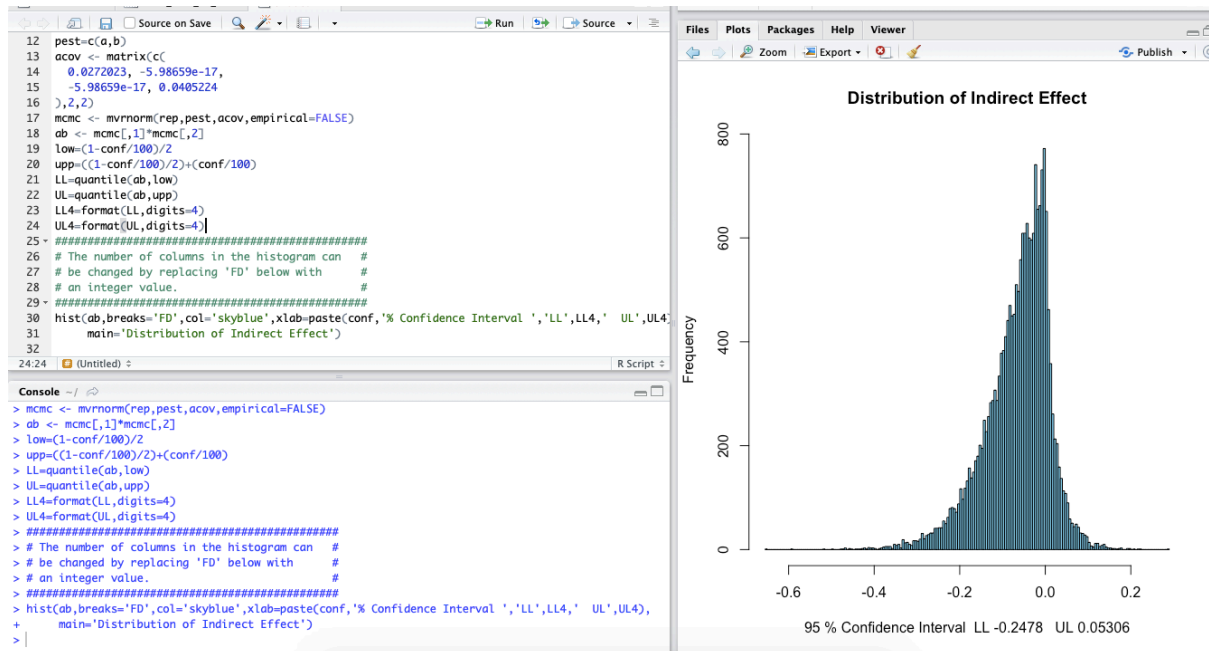 Source on Save
Run
Source
12 pest=c(a,b)
13 acov <- matrix(c(
14 0.0272023, -5.98659e-17,
15 -5.98659e-17, 0.0405224
16 ),2,2)
17 mcmc <- mvrnorm(rep,pest,acov,empirical=FALSE)
18 ab <- mcmc[,1]*mcmc[,2]
19 low=(1-conf/100)/2
20 upp=((1-conf/100)/2)+(conf/100)
21 LL=quantile(ab,low)
22 UL=quantile(ab,upp)
23 LL4=format(LL,digits=4)
24 UL4=format(UL,digits=4)
25 ################################################
26 # The number of columns in the histogram can #
27 # be changed by replacing 'FD' below with #
28 # an integer value. #
29 ################################################
30 hist(ab,breaks='FD',col='skyblue',xlab=paste(conf,'% Confidence Interval ','LL',LL4,' UL',UL4)
31 main='Distribution of Indirect Effect')
32
24:24 (Untitled) R Script
Console ~/
> mcmc <- mvrnorm(rep,pest,acov,empirical=FALSE)
> ab <- mcmc[,1]*mcmc[,2]
> low=(1-conf/100)/2
> upp=((1-conf/100)/2)+(conf/100)
> LL=quantile(ab,low)
> UL=quantile(ab,upp)
> LL4=format(LL,digits=4)
> UL4=format(UL,digits=4)
> ################################################
> # The number of columns in the histogram can #
> # be changed by replacing 'FD' below with #
> # an integer value. #
> ################################################
> hist(ab,breaks='FD',col='skyblue',xlab=paste(conf,'% Confidence Interval ','LL',LL4,' UL',UL4),
+ main='Distribution of Indirect Effect')
>
Files Plots Packages Help Viewer
Zoom Export Publish
Distribution of Indirect Effect
Frequency
800
600
400
200
0
-0.6 -0.4 -0.2 0.0 0.2
95 % Confidence Interval LL -0.2478 UL 0.05306